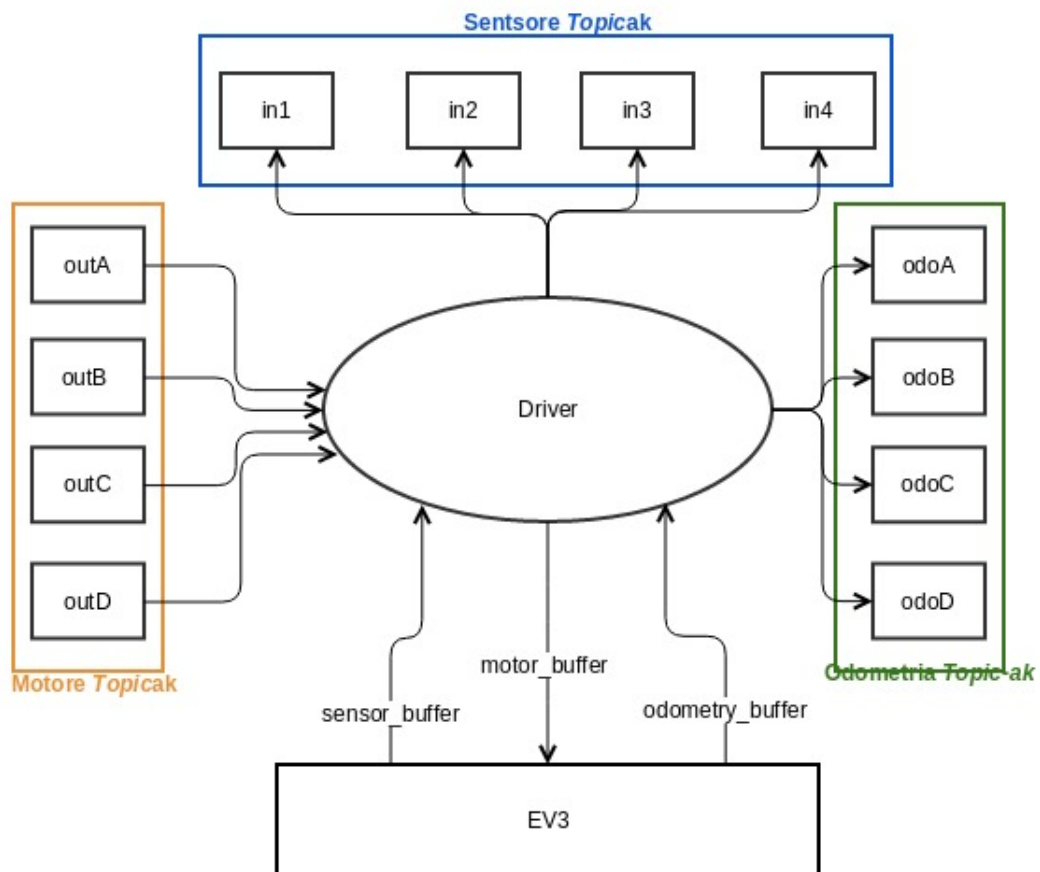 Sentsore Topicak
in1
in2
in3
in4
outA
outB
outC
outD
Driver
odoA
odoB
odoC
odoD
Motore Topicak
Odometria Topic-ak
sensor_buffer
motor_buffer
odometry_buffer
EV3